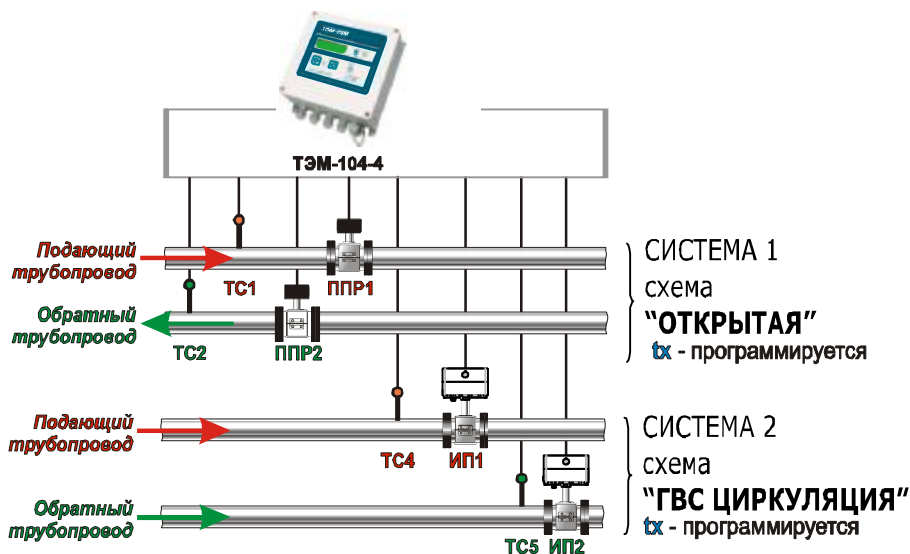 ТЭМ-104-4
Подающий
трубопровод
ТС1
ППР1
Обратный
трубопровод
ТС2
ППР2
СИСТЕМА 1
схема
“ОТКРЫТАЯ”
tx - программируется
Подающий
трубопровод
ТС4
ИП1
Обратный
трубопровод
ТС5
ИП2
СИСТЕМА 2
схема
“ГВС ЦИРКУЛЯЦИЯ”
tx - программируется